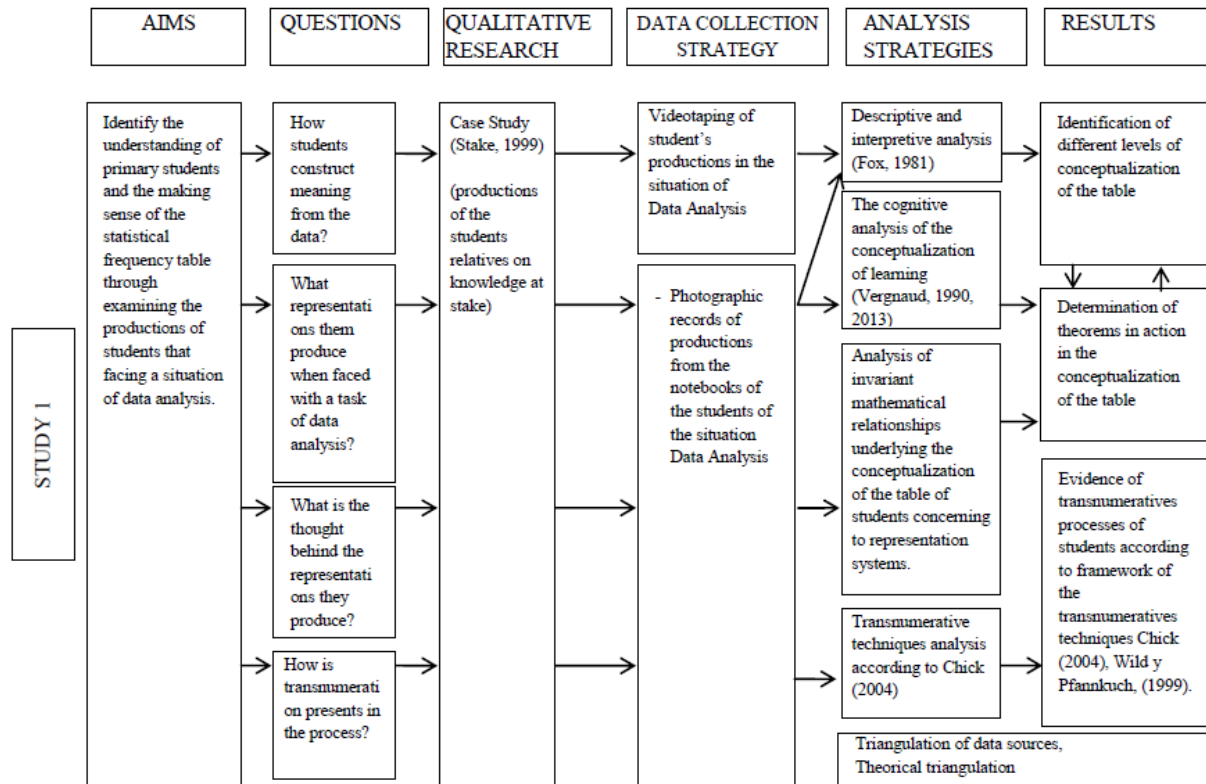 AIMS
QUESTIONS
QUALITATIVE
RESEARCH
DATA COLLECTION
STRATEGY
ANALYSIS
STRATEGIES
RESULTS
STUDY 1
Identify the
understanding of
primary students
and the making
sense of the
statistical
frequency table
through
examining the
productions of
students that
facing a situation
of data analysis.
How
students
construct
meaning
from the
data?
What
representati
ons them
produce
when faced
with a task
of data
analysis?
What is the
thought
behind the
representati
ons they
produce?
How is
transnumerati
on presents in
the process?
Case Study
(Stake, 1999)
(productions
of the
students
relatives on
knowledge at
stake)
Videotaping of
student’s
productions in the
situation of
Data Analysis
- Photographic
records of
productions
from the
notebooks of
the students of
the situation
Data Analysis
Descriptive and
interpretive analysis
(Fox, 1981)
The cognitive
analysis of the
conceptualization
of learning
(Vergnaud, 1990,
2013)
Analysis of
invariant
mathematical
relationships
underlying the
conceptualization
of the table of
students concerning
to representation
systems.
Transnumerative
techniques analysis
according to Chick
(2004)
Identification of
different levels of
conceptualization
of the table
Determination of
theorems in action
in the
conceptualization
of the table
Evidence of
transnumeratives
processes of
students according
to framework of
the
transnumeratives
techniques Chick
(2004), Wild y
Pfannkuch, (1999).
Triangulation of data sources,
Theorical triangulation